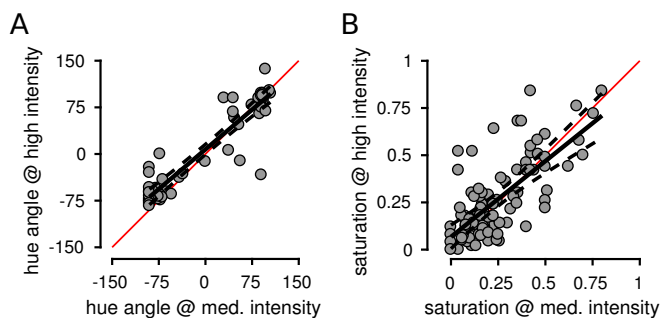 A
hue angle @ high intensity
150
75
0
-75
-150
-150 -75 0 75 150
hue angle @ med. intensity
B
saturation @ high intensity
1
0.75
0.5
0.25
0
0 0.25 0.5 0.75 1
saturation @ med. intensity